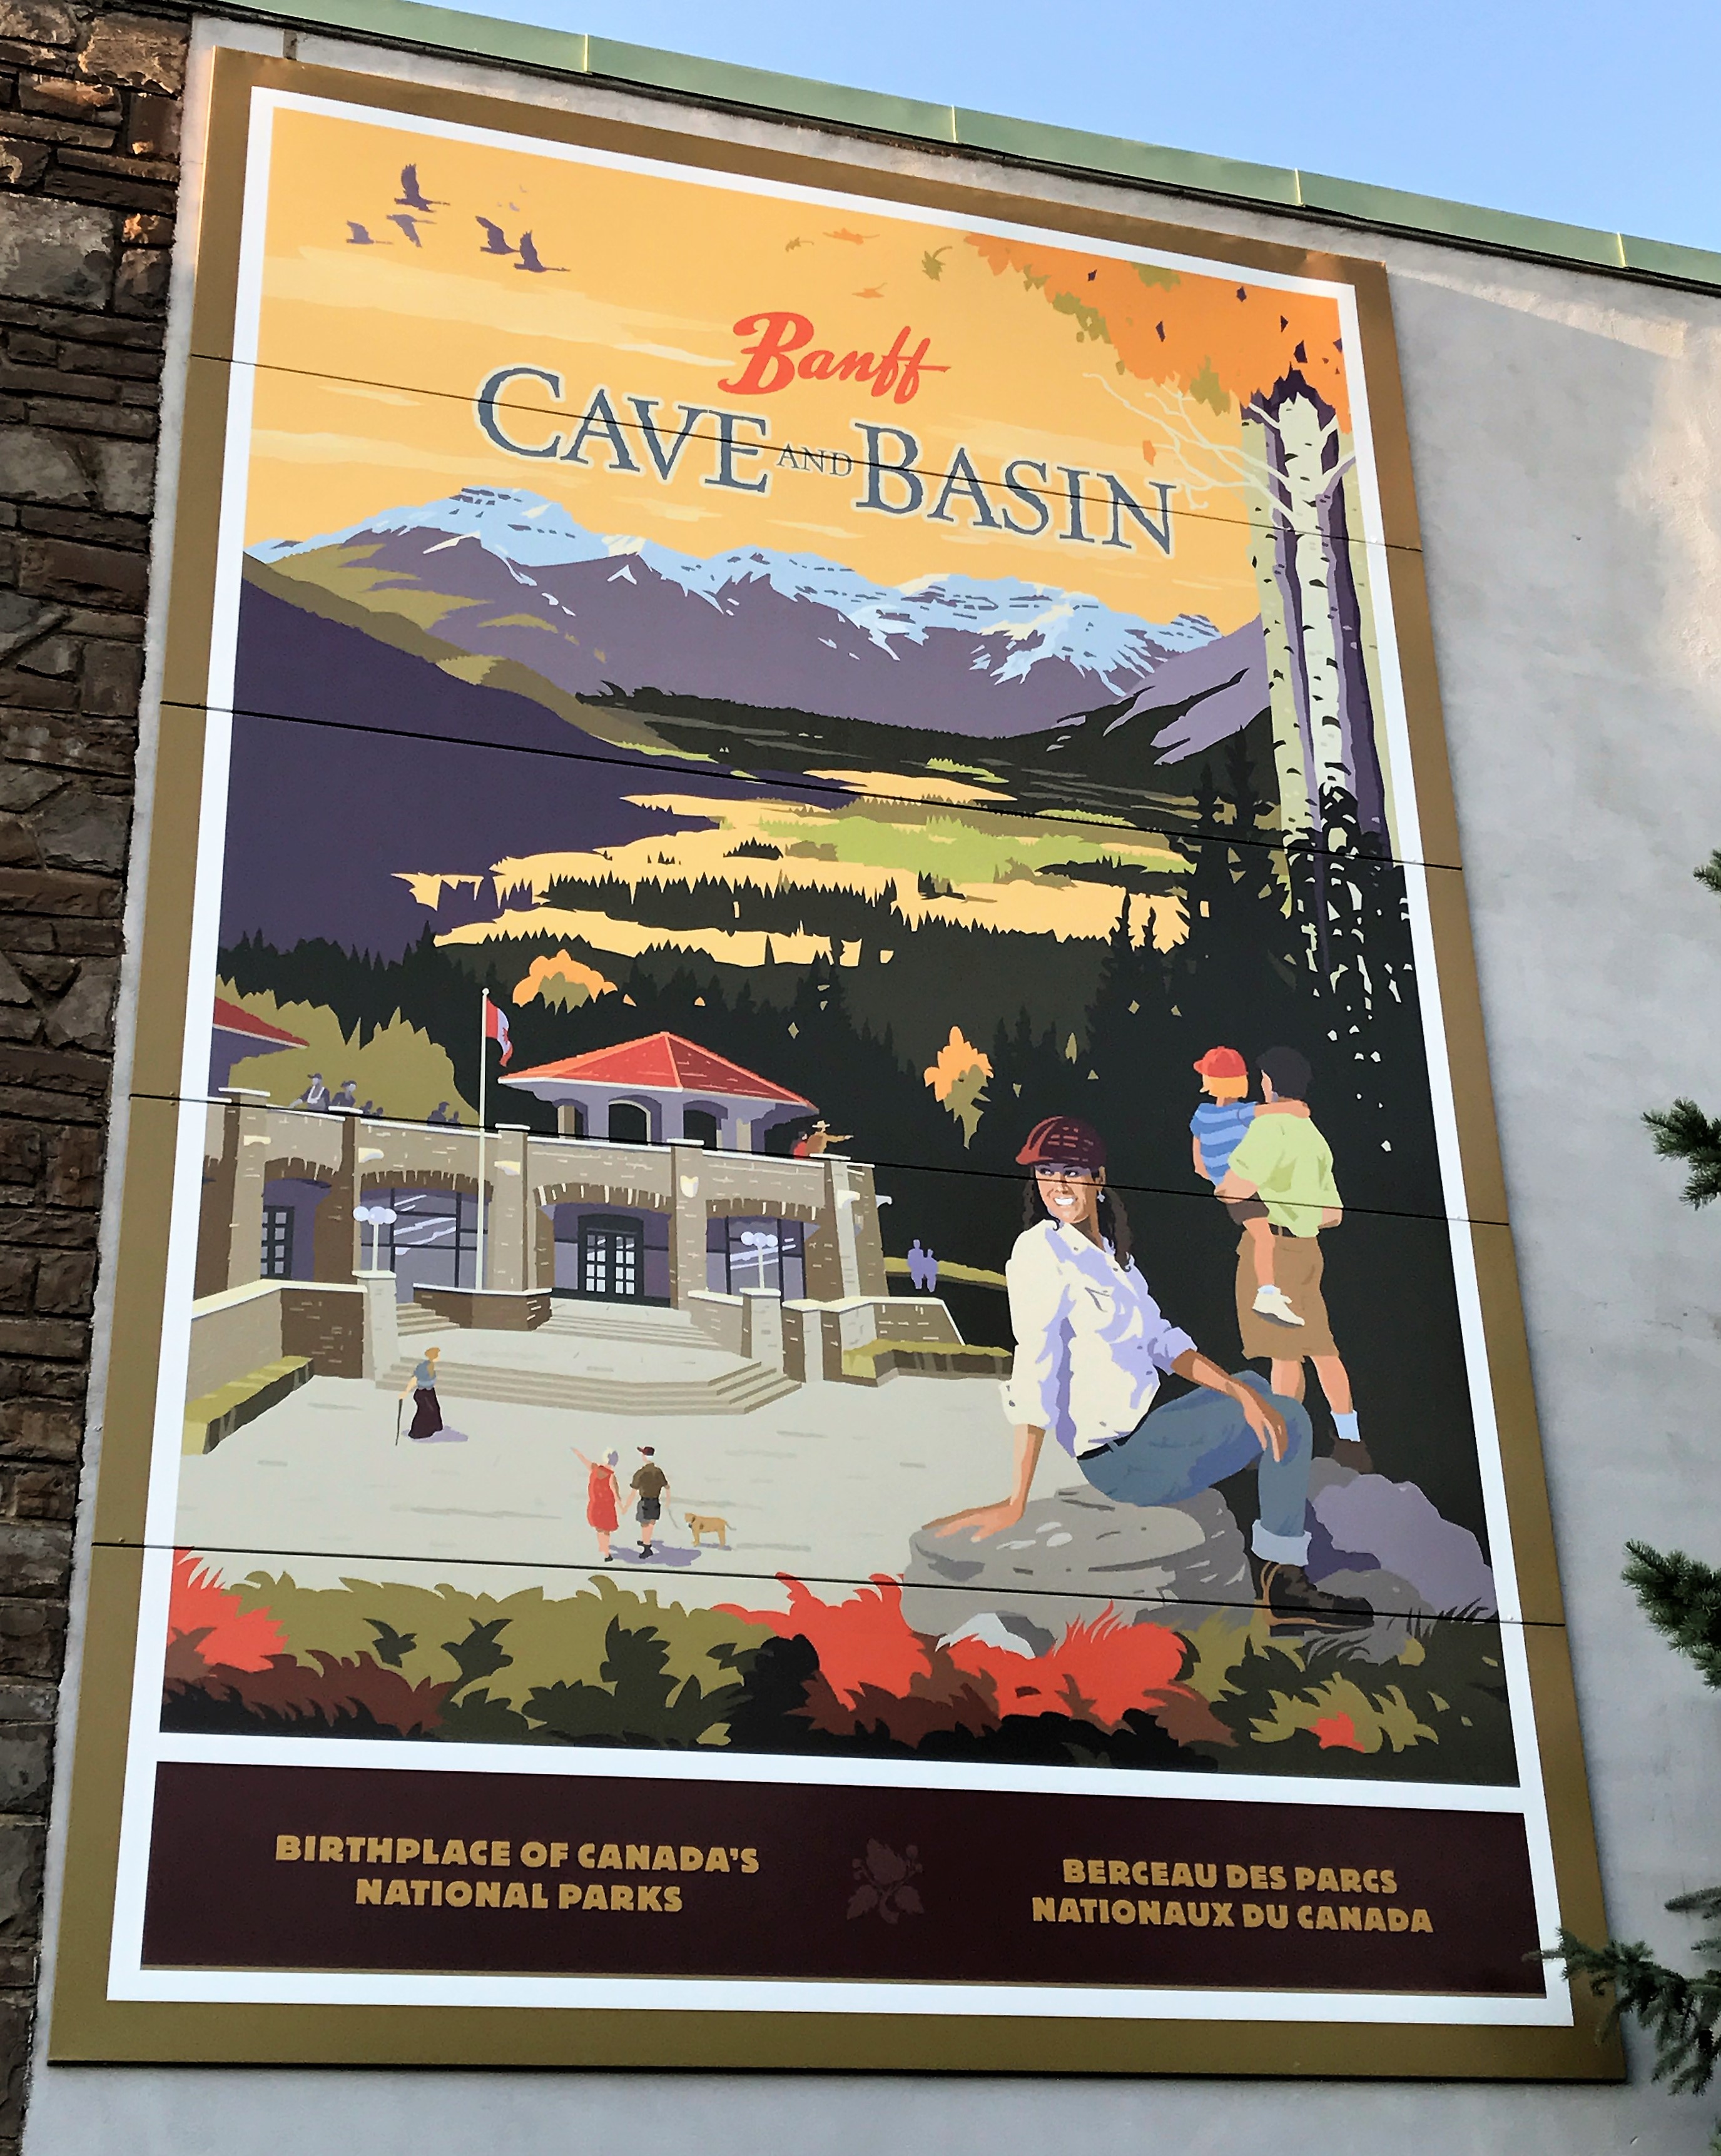 Banff
CAVE AND BASIN
BIRTHPLACE OF CANADA'S
NATIONAL PARKS
BERCEAU DES PARCS
NATIONAUX DU CANADA